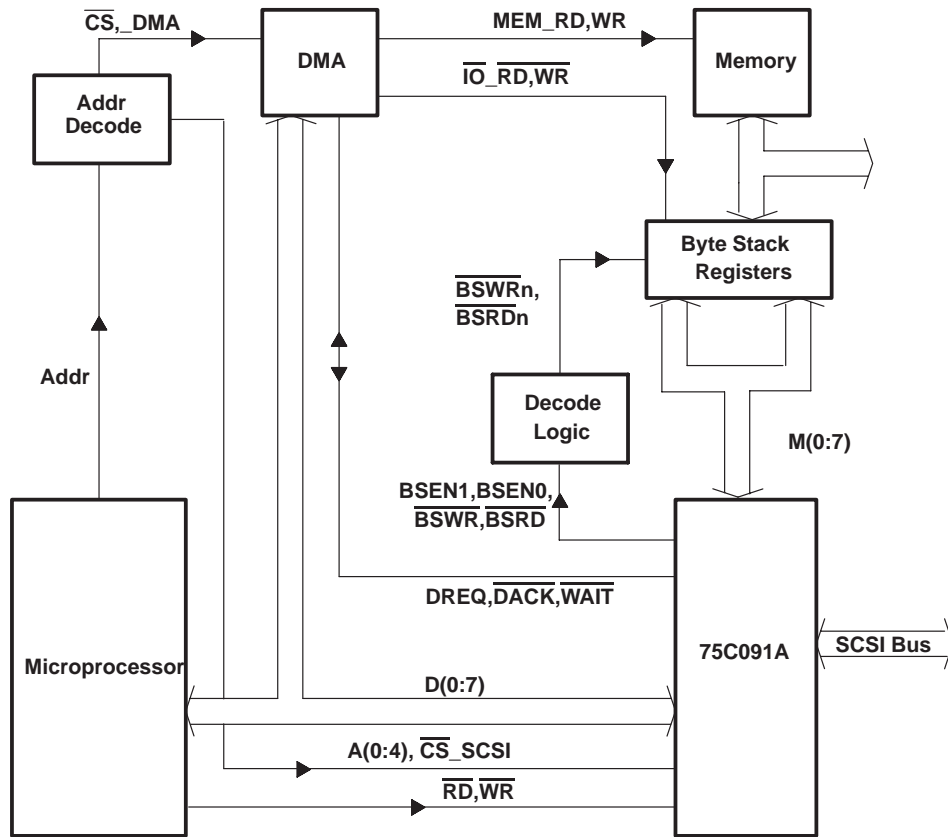 CS,_DMA
DMA
MEM_RD,WR
IO_RD,WR
Memory
Addr
Decode
Byte Stack
Registers
BSWRn,
BSRDn
Addr
Decode
Logic
M(0:7)
BSEN1,BSEN0,
BSWR,BSRD
DREQ,DACK,WAIT
Microprocessor
75C091A
SCSI Bus
D(0:7)
A(0:4), CS_SCSI
RD,WR